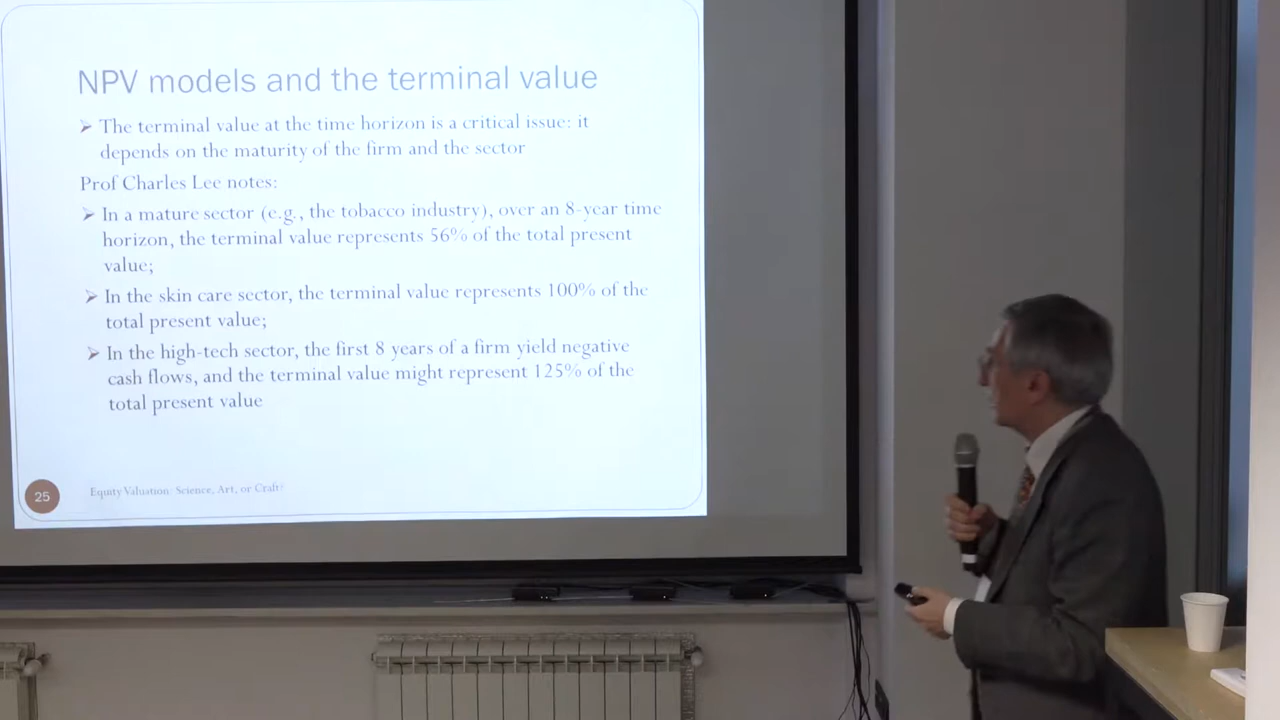 NPV models and the terminal value
➢ The terminal value at the time horizon is a critical issue: it
depends on the maturity of the firm and the sector
Prof Charles Lee notes:
➢ In a mature sector (e.g., the tobacco industry), over an 8-year time
horizon, the terminal value represents 56% of the total present
value;
➢ In the skin care sector, the terminal value represents 100% of the
total present value;
➢ In the high-tech sector, the first 8 years of a firm yield negative
cash flows, and the terminal value might represent 125% of the
total present value
25
Equity Valuation: Science, Art, or Craft?